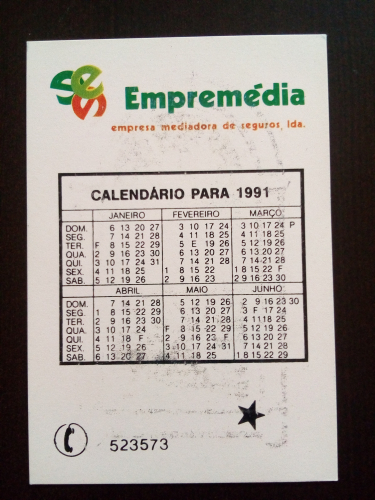 ses
Empremédia
empresa mediadora de seguros, lda.
CALENDÁRIO PARA 1991
JANEIRO FEVEREIRO MARÇO
DOM. 6 13 20 27 3 10 17 24 3 10 17 24 P
SEG. 7 14 21 28 4 11 18 25 4 11 18 25
TER. F 8 15 22 29 5 E 19 26 5 12 19 26
QUA. 2 9 16 23 30 6 13 20 27 6 13 20 27
QUI. 3 10 17 24 31 7 14 21 28 7 14 21 28
SEX. 4 11 18 25 1 8 15 22 1 8 15 22 F
SAB. 5 12 19 26 2 9 16 23 2 9 16 23 30
ABRIL MAIO JUNHO
DOM. 7 14 21 28 5 12 19 26 2 9 16 23 30
SEG. 1 8 15 22 29 6 13 20 27 3 F 17 24
TER. 2 9 16 23 30 7 14 21 28 4 11 18 25
QUA. 3 10 17 24 F 8 15 22 29 5 12 19 26
QUI. 4 11 18 F 2 9 16 23 F 6 13 20 27
SEX. 5 12 19 26 3 10 17 24 31 7 14 21 28
SAB. 6 13 20 27 4 11 18 25 1 8 15 22 29
523573